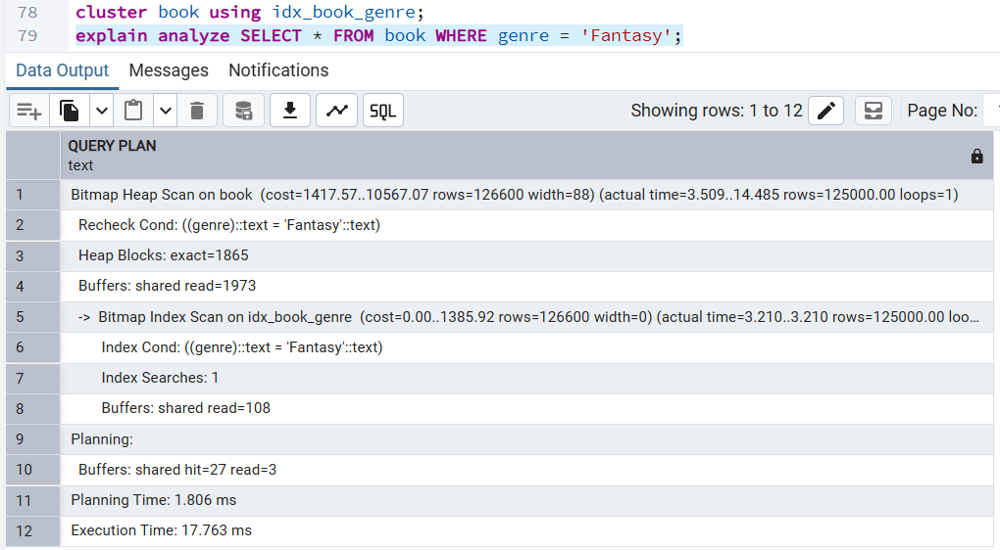 78 cluster book using idx_book_genre;
79 explain analyze SELECT * FROM book WHERE genre = 'Fantasy';
Data Output Messages Notifications
SQL Showing rows: 1 to 12 Page No:
QUERY PLAN
text
1 Bitmap Heap Scan on book (cost=1417.57..10567.07 rows=126600 width=88) (actual time=3.509..14.485 rows=125000.00 loops=1)
2 Recheck Cond: ((genre)::text = 'Fantasy'::text)
3 Heap Blocks: exact=1865
4 Buffers: shared read=1973
5 -> Bitmap Index Scan on idx_book_genre (cost=0.00..1385.92 rows=126600 width=0) (actual time=3.210..3.210 rows=125000.00 loo...
6 Index Cond: ((genre)::text = 'Fantasy'::text)
7 Index Searches: 1
8 Buffers: shared read=108
9 Planning:
10 Buffers: shared hit=27 read=3
11 Planning Time: 1.806 ms
12 Execution Time: 17.763 ms